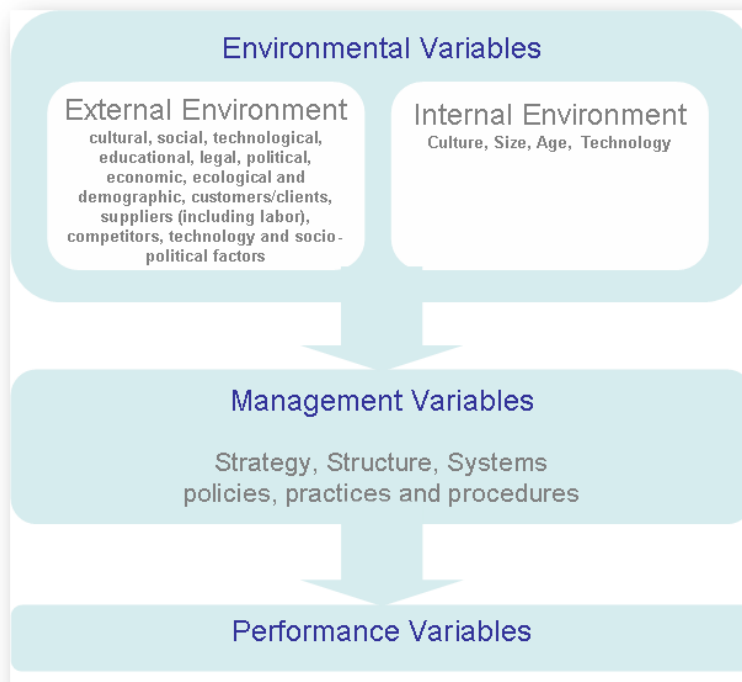 Environmental Variables
External Environment
cultural, social, technological,
educational, legal, political,
economic, ecological and
demographic, customers/clients,
suppliers (including labor),
competitors, technology and socio-
political factors
Internal Environment
Culture, Size, Age, Technology
Management Variables
Strategy, Structure, Systems
policies, practices and procedures
Performance Variables